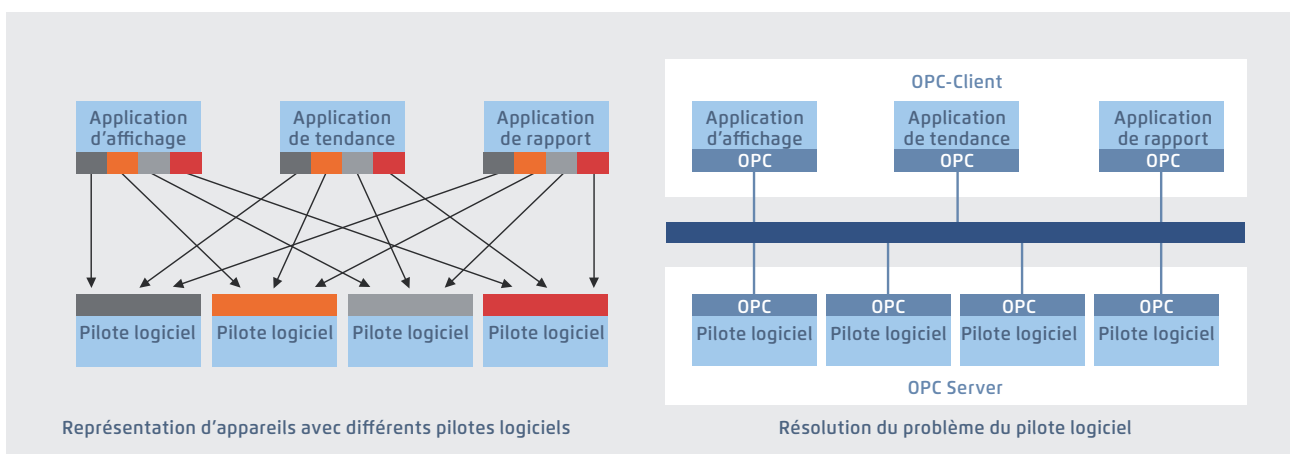 Application
d'affichage
Application
de tendance
Application
de rapport
Pilote logiciel
Pilote logiciel
Pilote logiciel
Pilote logiciel
Représentation d'appareils avec différents pilotes logiciels
OPC-Client
Application
d'affichage
OPC
Application
de tendance
OPC
Application
de rapport
OPC
OPC
Pilote logiciel
OPC
Pilote logiciel
OPC
Pilote logiciel
OPC
Pilote logiciel
OPC Server
Résolution du problème du pilote logiciel